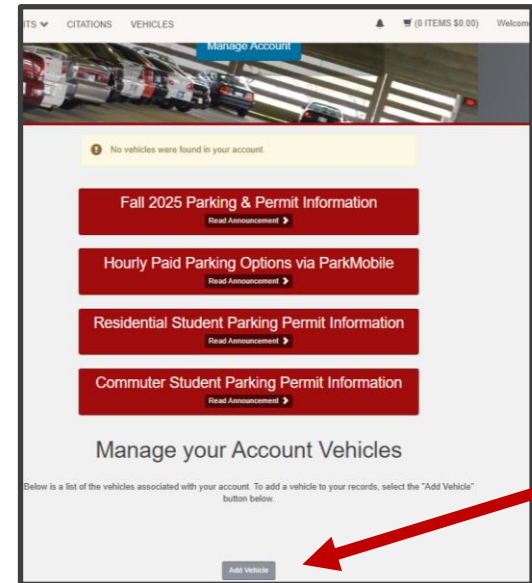 ITS CITATIONS VEHICLES (0 ITEMS $0.00) Welcome
Manage Account
No vehicles were found in your account.
Fall 2025 Parking & Permit Information
Read Announcement
Hourly Paid Parking Options via ParkMobile
Read Announcement
Residential Student Parking Permit Information
Read Announcement
Commuter Student Parking Permit Information
Read Announcement
Manage your Account Vehicles
Below is a list of the vehicles associated with your account. To add a vehicle to your records, select the "Add Vehicle"
button below.
Add Vehicle